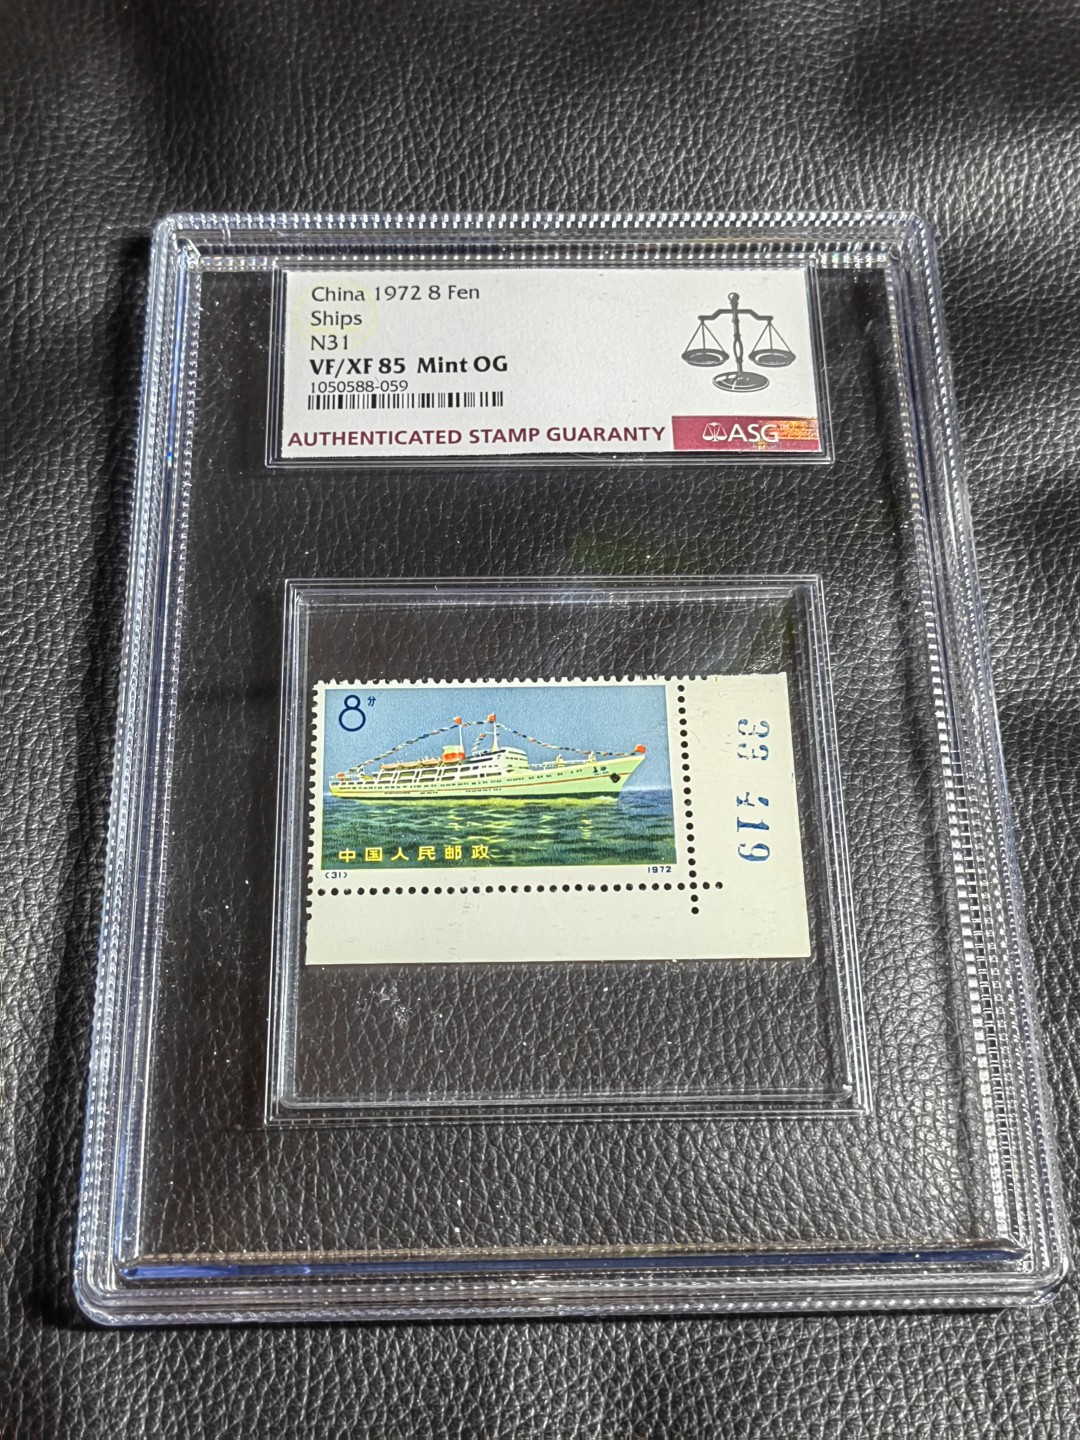 China 1972 8 Fen
Ships
N31
VF/XF 85 Mint OG
1050588-059
AUTHENTICATED STAMP GUARANTY
ASG
8分
中国人民邮政
(31)
1972